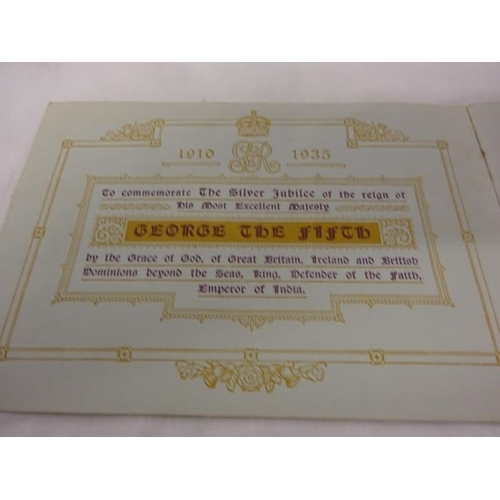 1910 GR 1935
To commemorate The Silver Jubilee of the reign of
His Most Excellent Majesty
GEORGE THE FIFTH
by the Grace of God, of Great Britain, Ireland and British
Dominions beyond the Seas, King, Defender of the Faith,
Emperor of India.